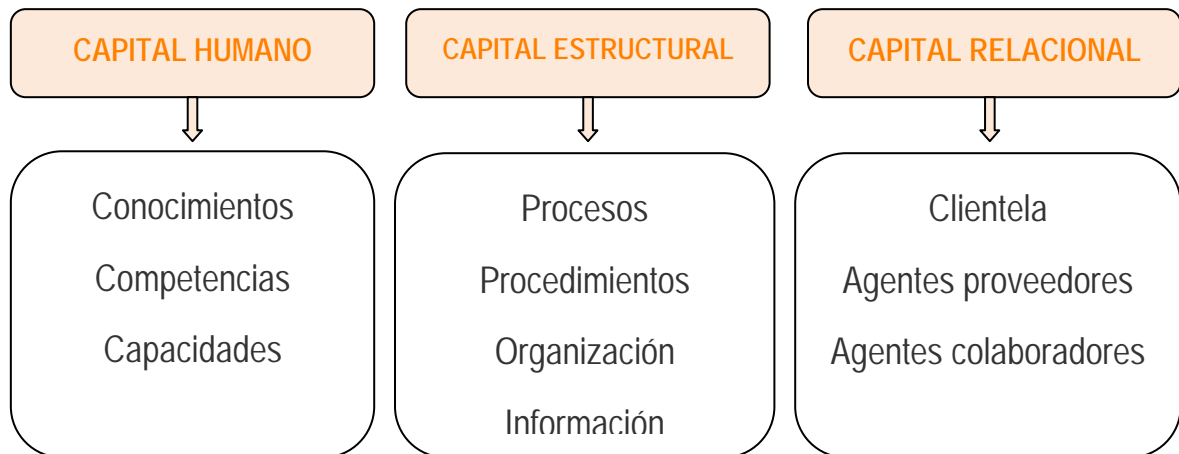 CAPITAL HUMANO
Conocimientos
Competencias
Capacidades
CAPITAL ESTRUCTURAL
Procesos
Procedimientos
Organización
Información
CAPITAL RELACIONAL
Clientela
Agentes proveedores
Agentes colaboradores